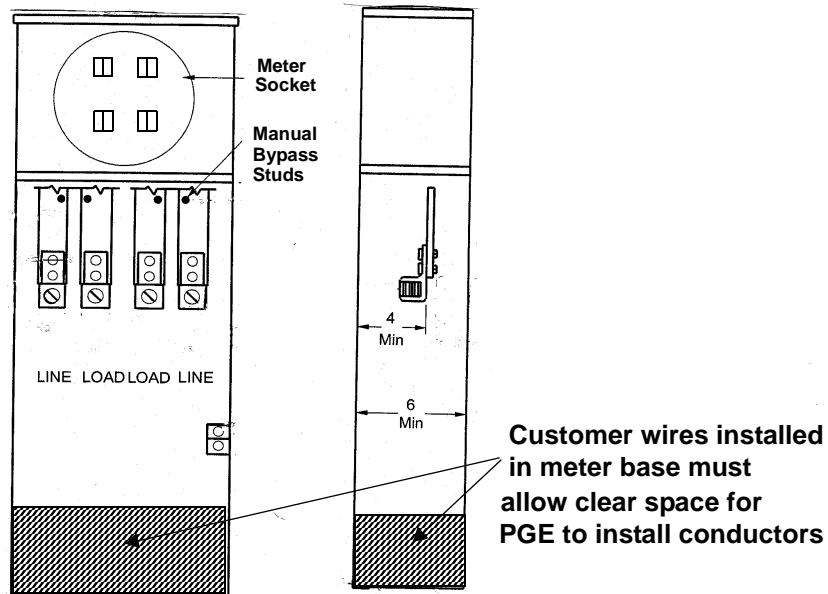 Meter
Socket
Manual
Bypass
Studs
LINE LOAD LOAD LINE
4
Min
6
Min
Customer wires installed
in meter base must
allow clear space for
PGE to install conductors